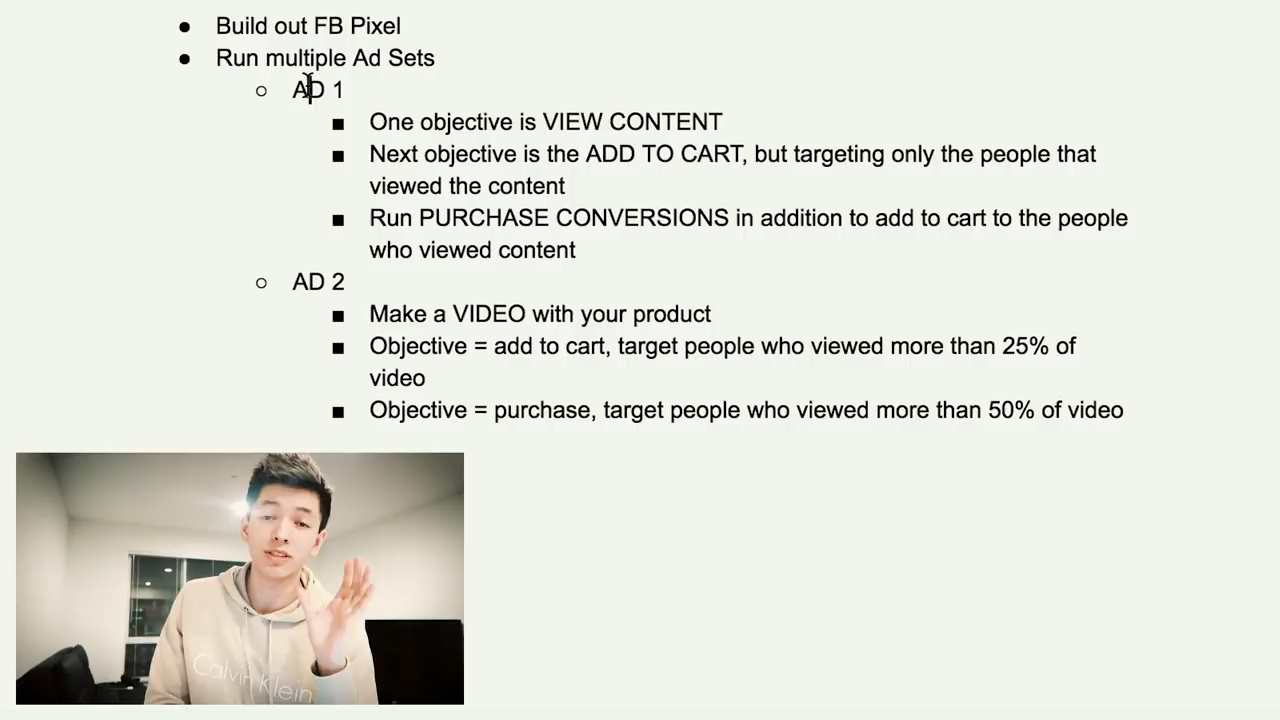 ● Build out FB Pixel
● Run multiple Ad Sets
○ AD 1
■ One objective is VIEW CONTENT
■ Next objective is the ADD TO CART, but targeting only the people that
viewed the content
■ Run PURCHASE CONVERSIONS in addition to add to cart to the people
who viewed content
○ AD 2
■ Make a VIDEO with your product
■ Objective = add to cart, target people who viewed more than 25% of
video
■ Objective = purchase, target people who viewed more than 50% of video
Calvin Klein